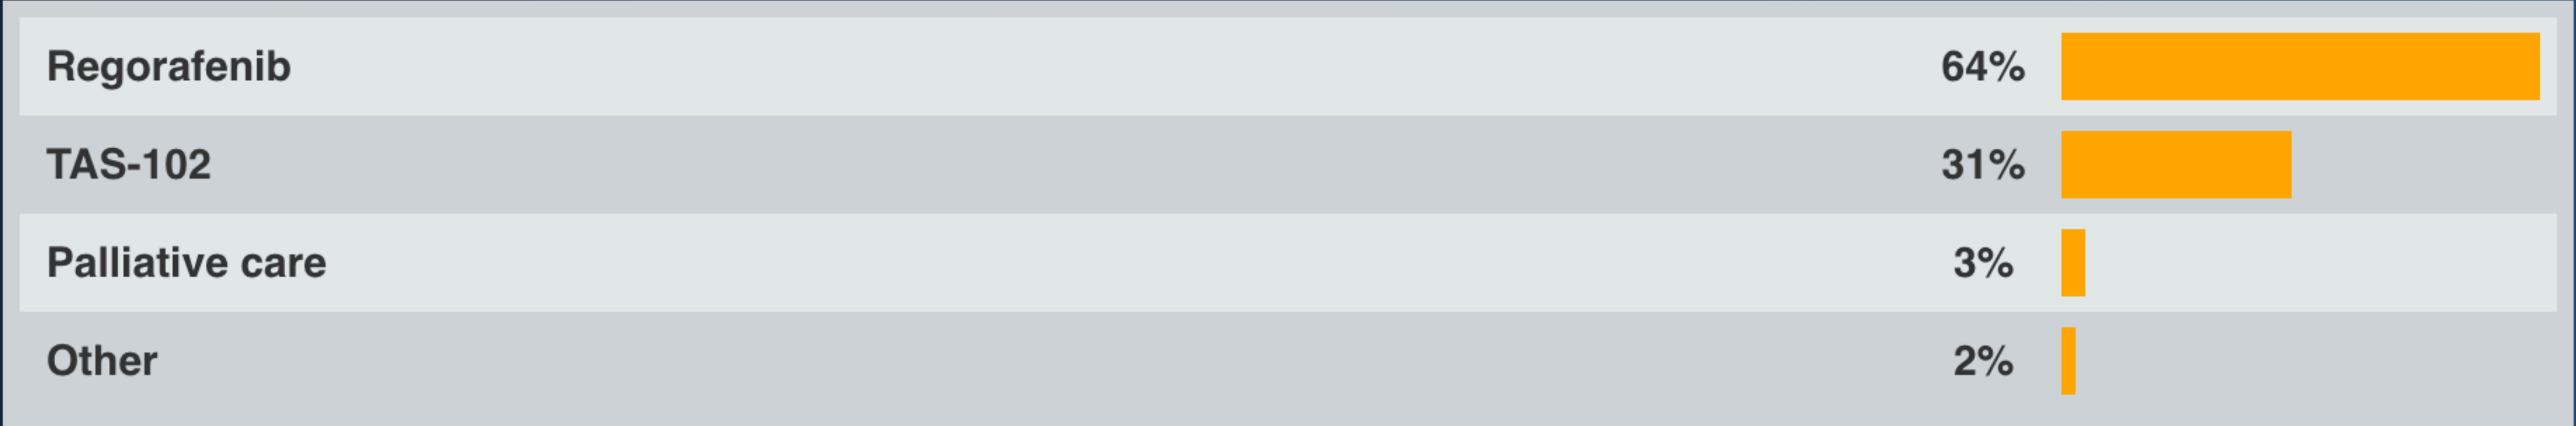 Regorafenib 64%
TAS-102 31%
Palliative care 3%
Other 2%